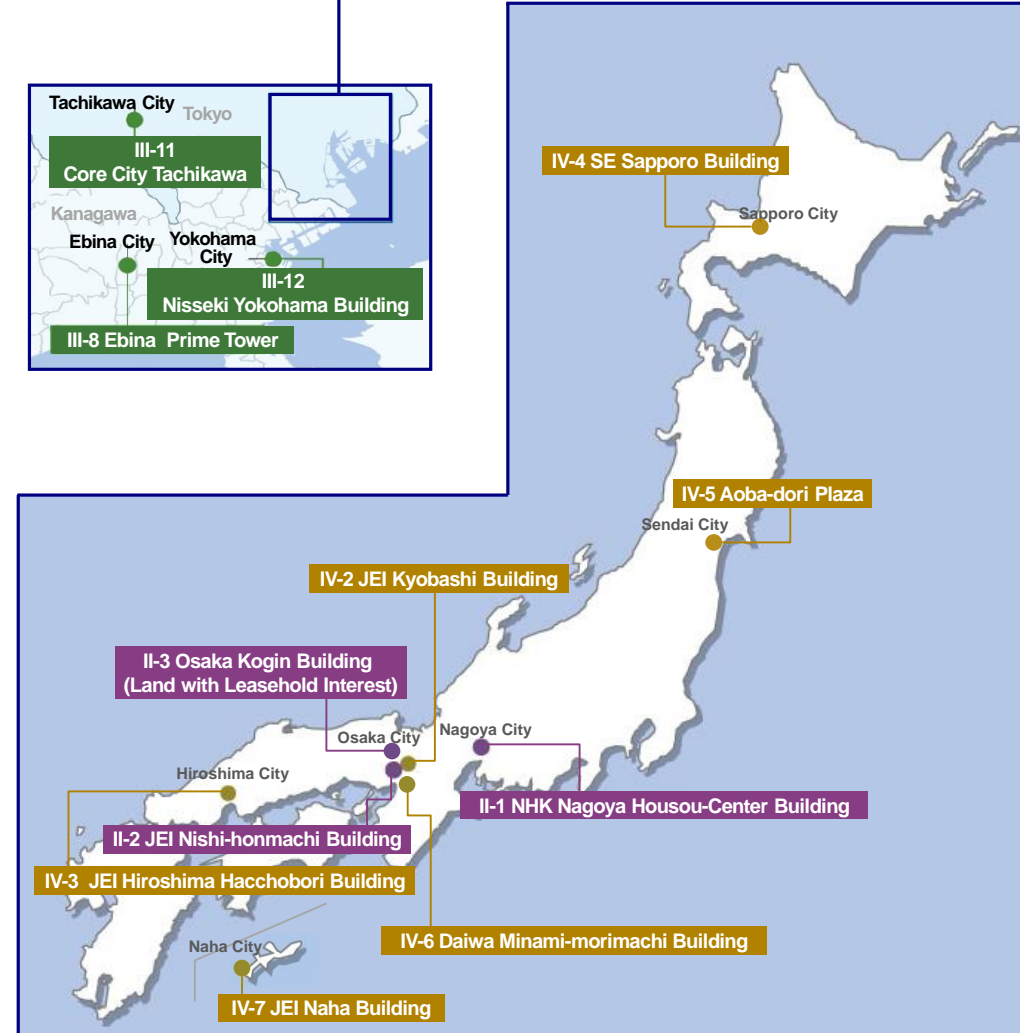 Tachikawa City
Tokyo
III-11
Core City Tachikawa
Kanagawa
Ebina City
Yokohama
City
III-12
Nisseki Yokohama Building
III-8 Ebina  Prime Tower
IV-4 SE Sapporo Building
Sapporo City
IV-5 Aoba-dori Plaza
Sendai City
IV-2 JEI Kyobashi Building
II-3 Osaka Kogin Building
(Land with Leasehold Interest)
Osaka City
Nagoya City
Hiroshima City
II-1 NHK Nagoya Housou-Center Building
II-2 JEI Nishi-honmachi Building
IV-3  JEI Hiroshima Hacchobori Building
IV-6 Daiwa Minami-morimachi Building
Naha City
IV-7 JEI Naha Building